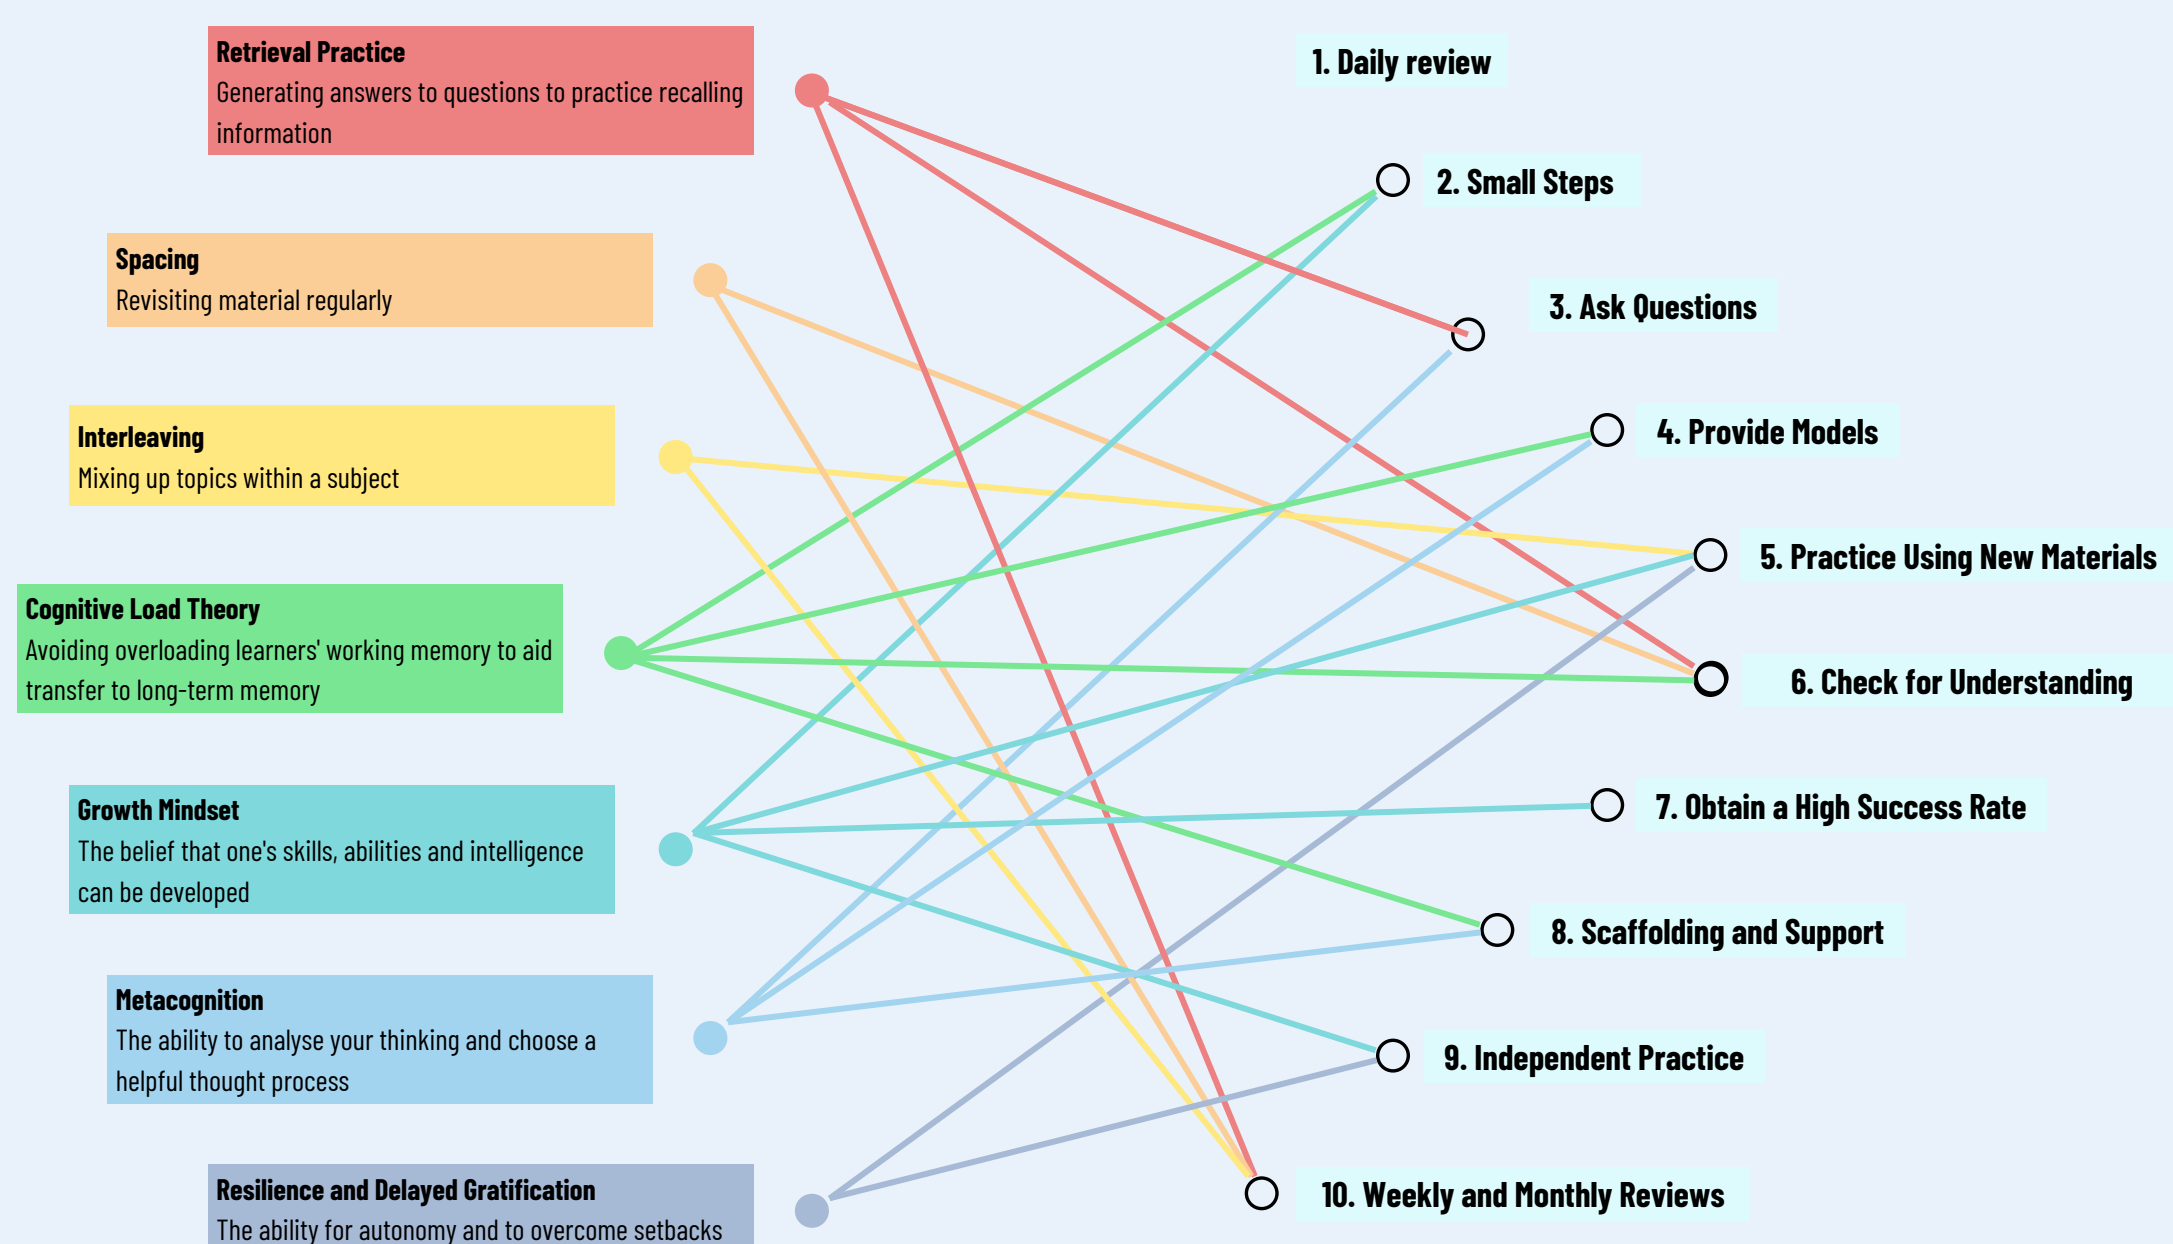 Retrieval Practice
Generating answers to questions to practice recalling
information
Spacing
Revisiting material regularly
Interleaving
Mixing up topics within a subject
Cognitive Load Theory
Avoiding overloading learners' working memory to aid
transfer to long-term memory
Growth Mindset
The belief that one's skills, abilities and intelligence
can be developed
Metacognition
The ability to analyse your thinking and choose a
helpful thought process
Resilience and Delayed Gratification
The ability for autonomy and to overcome setbacks
1. Daily review
2. Small Steps
3. Ask Questions
4. Provide Models
5. Practice Using New Materials
6. Check for Understanding
7. Obtain a High Success Rate
8. Scaffolding and Support
9. Independent Practice
10. Weekly and Monthly Reviews